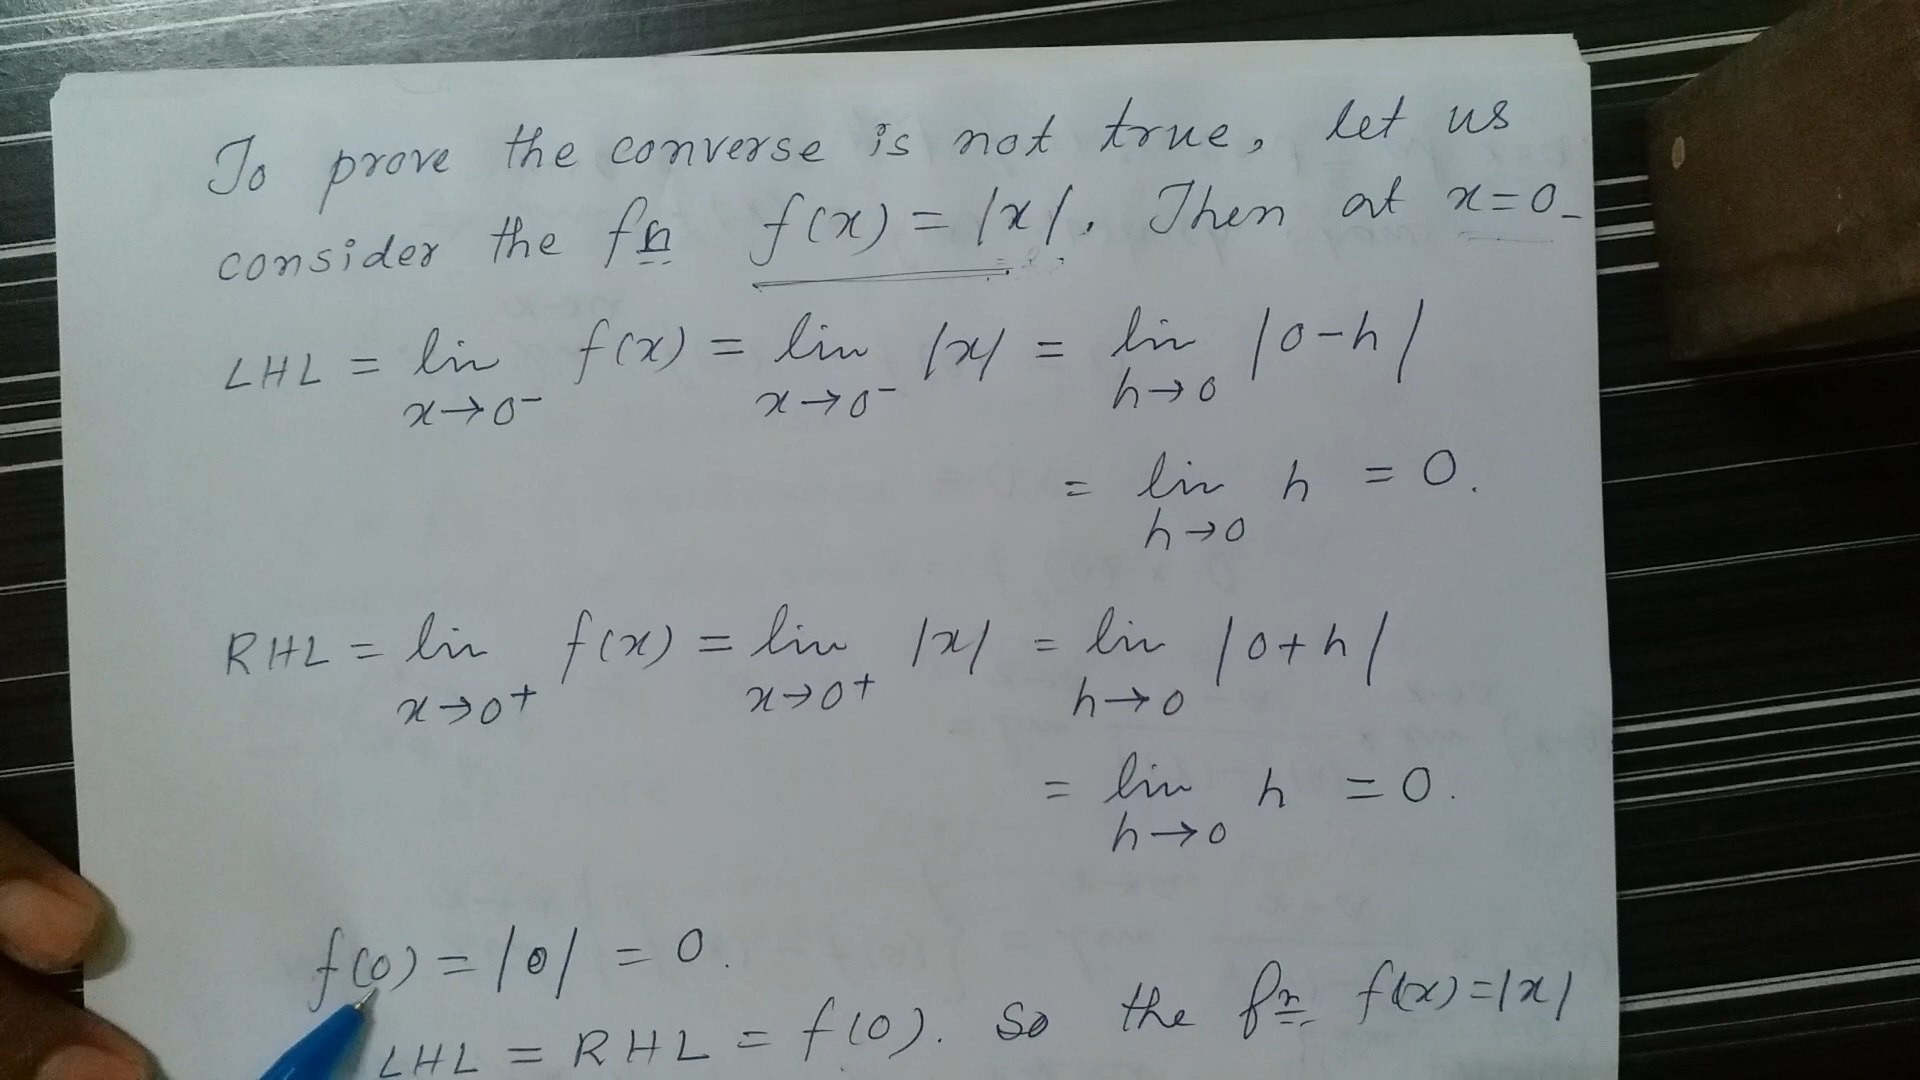 To prove the converse is not true, let us
consider the fn f(x) = |x|. Then at x=0
LHL = lim f(x) = lim |x| = lim |0-h|
x→0⁻ x→0⁻ h→0
= lim h = 0.
h→0
RHL = lim f(x) = lim |x| = lim |0+h|
x→0⁺ x→0⁺ h→0
= lim h = 0.
h→0
f(0) = |0| = 0.
LHL = RHL = f(0). So the fn f(x)=|x|